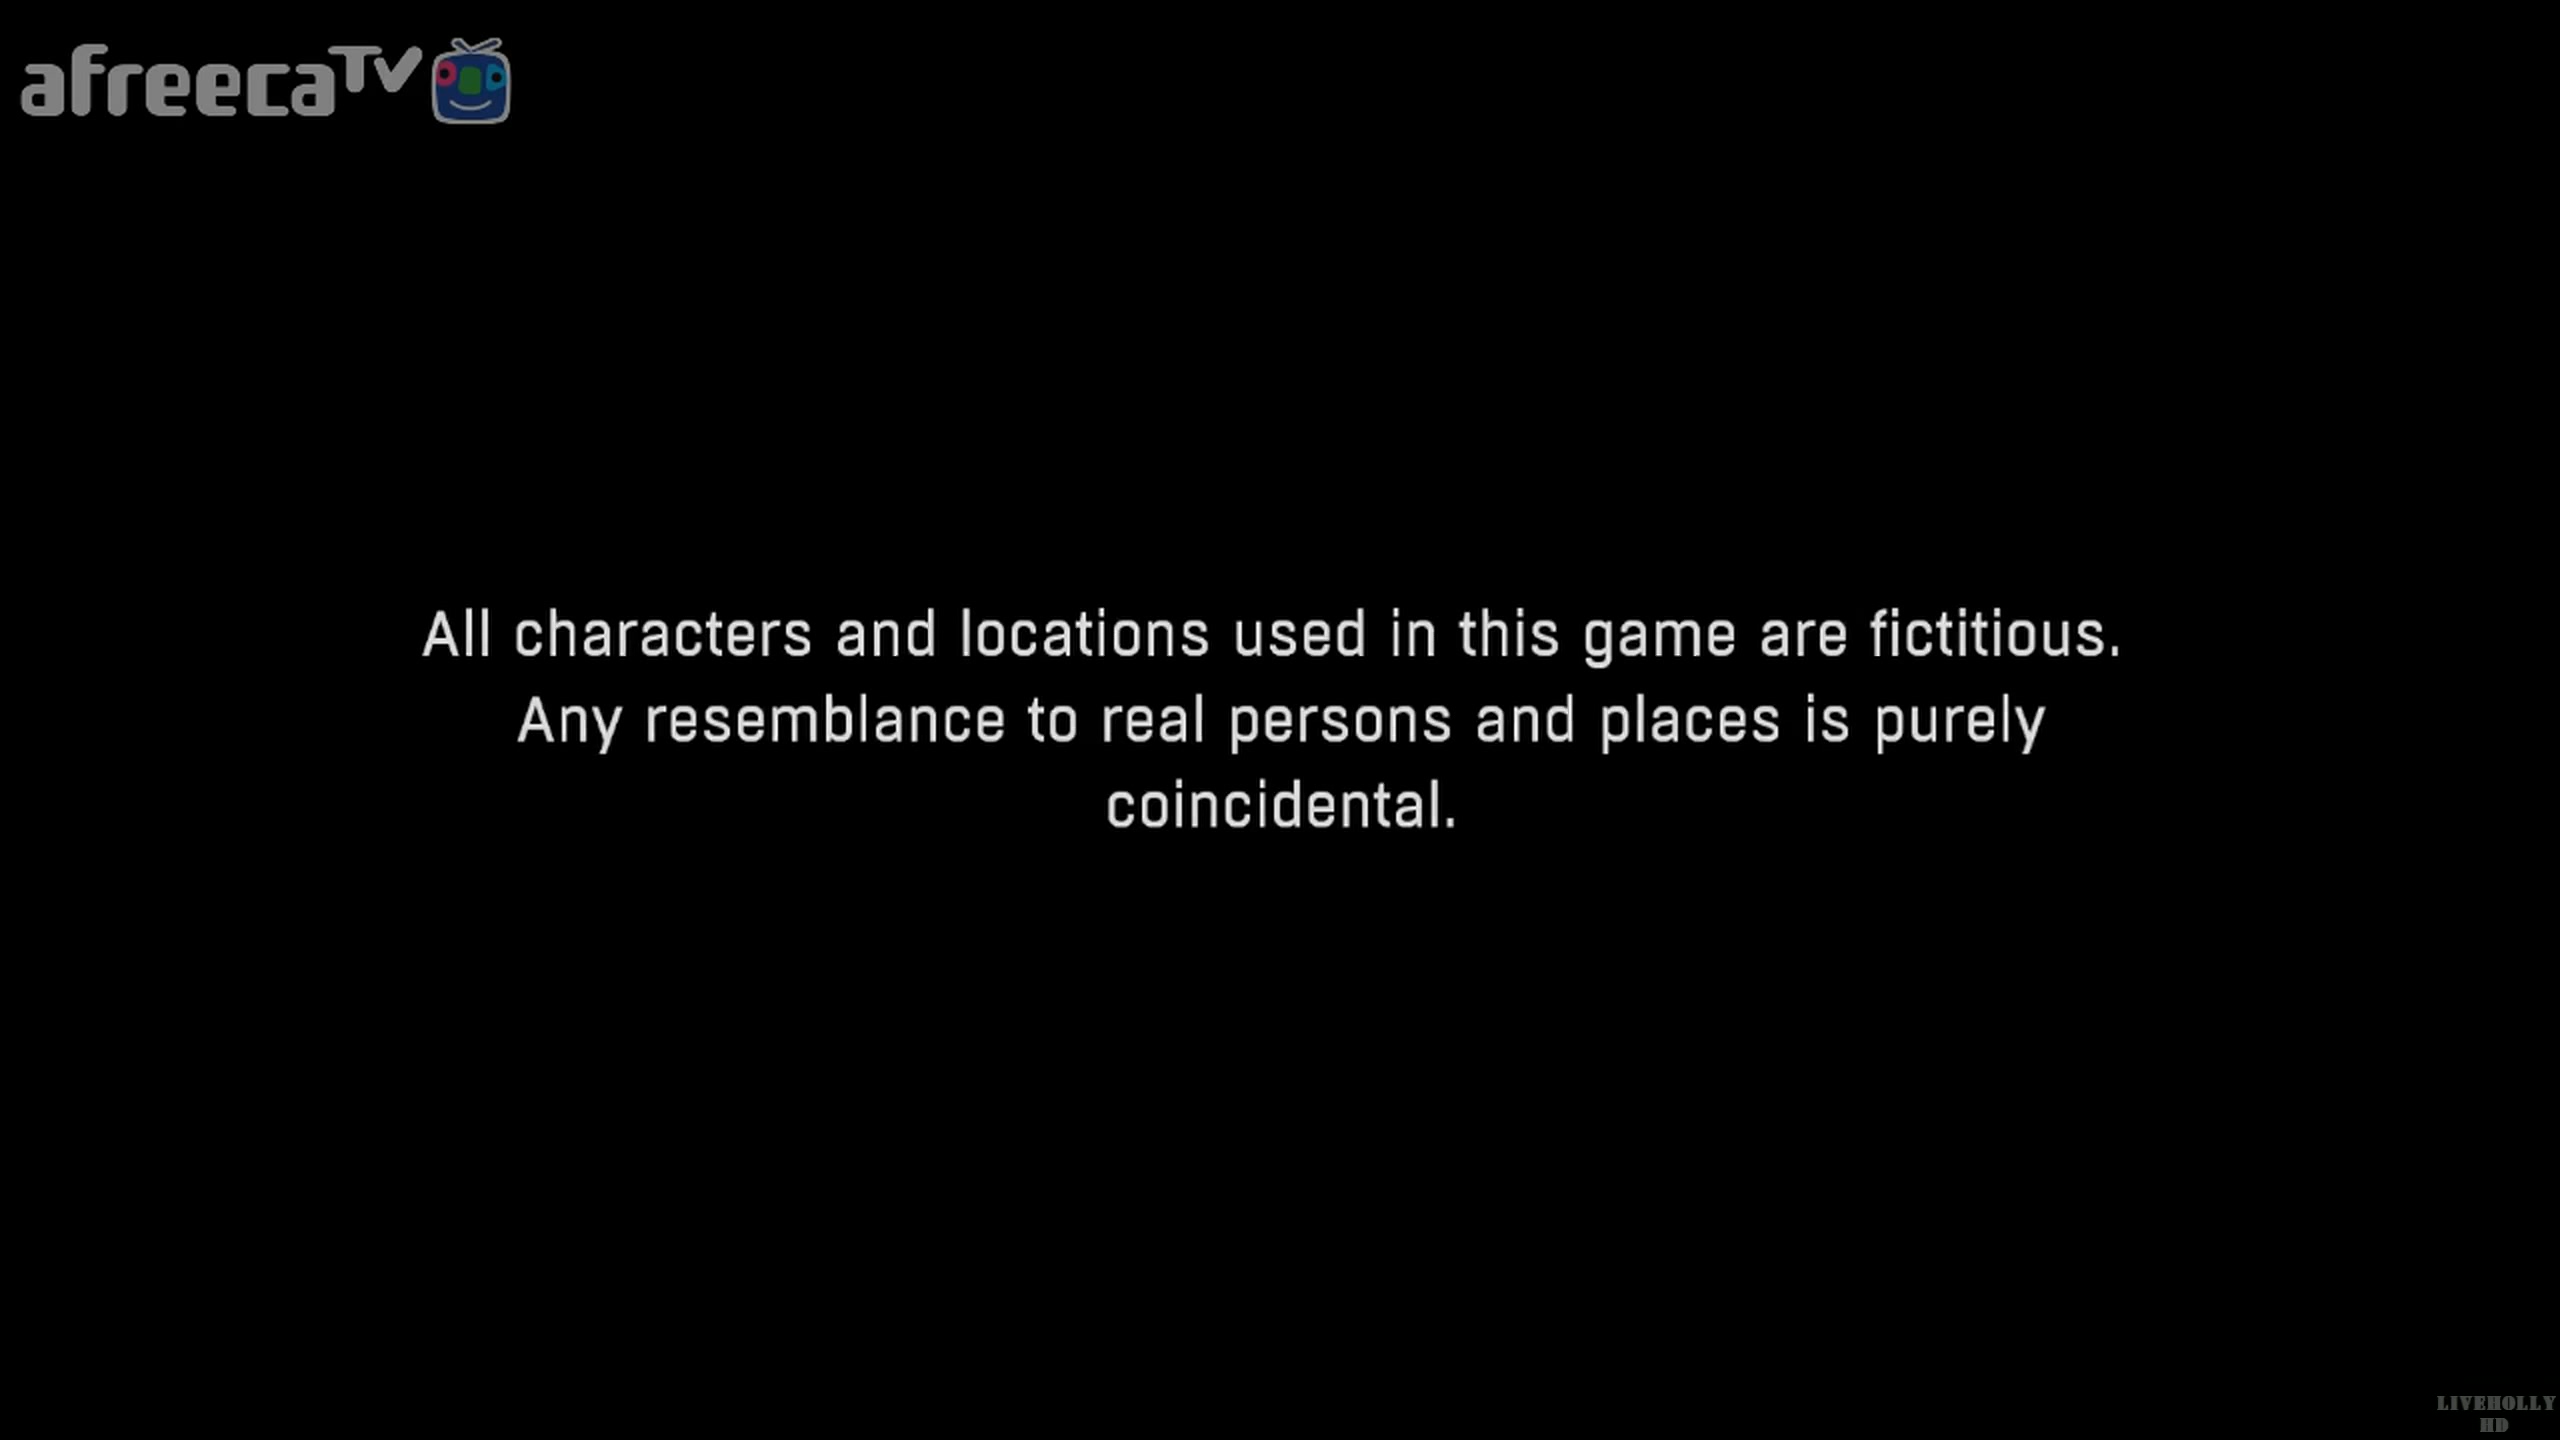 afreecaTV
All characters and locations used in this game are fictitious.
Any resemblance to real persons and places is purely
coincidental.
LIVEHOLLY
HD